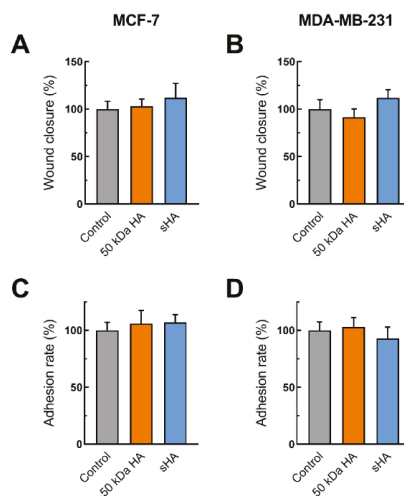 MCF-7
MDA-MB-231
A
B
Wound closure (%)
150
100
50
0
Control
50 kDa HA
sHA
Wound closure (%)
150
100
50
0
Control
50 kDa HA
sHA
C
D
Adhesion rate (%)
100
50
0
Control
50 kDa HA
sHA
Adhesion rate (%)
100
50
0
Control
50 kDa HA
sHA